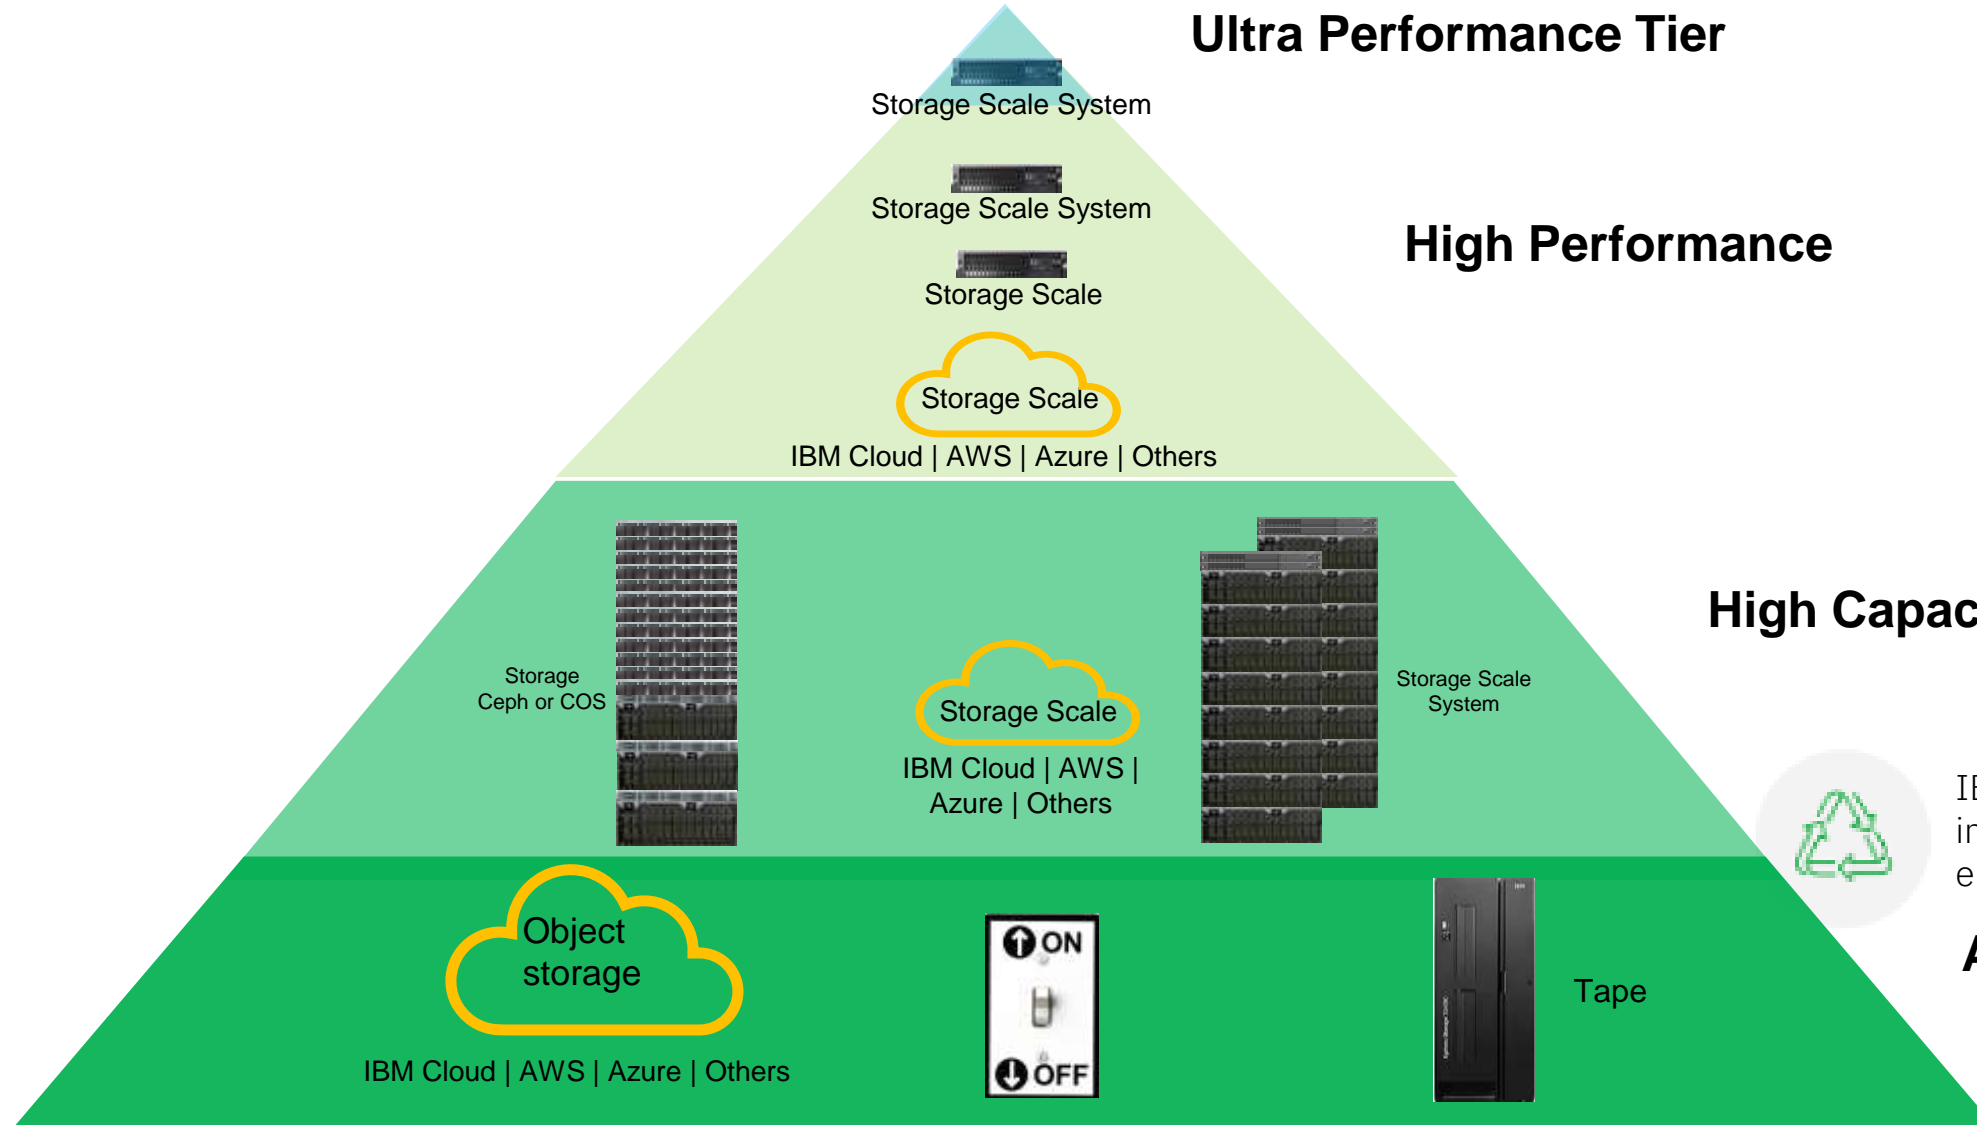 Ultra Performance Tier
Storage Scale System
Storage Scale System
High Performance
Storage Scale
Storage Scale
IBM Cloud | AWS | Azure | Others
High Capac
Storage
Ceph or COS
Storage Scale
IBM Cloud | AWS |
Azure | Others
Storage Scale
System
Object
storage
IBM Cloud | AWS | Azure | Others
ON
OFF
Tape